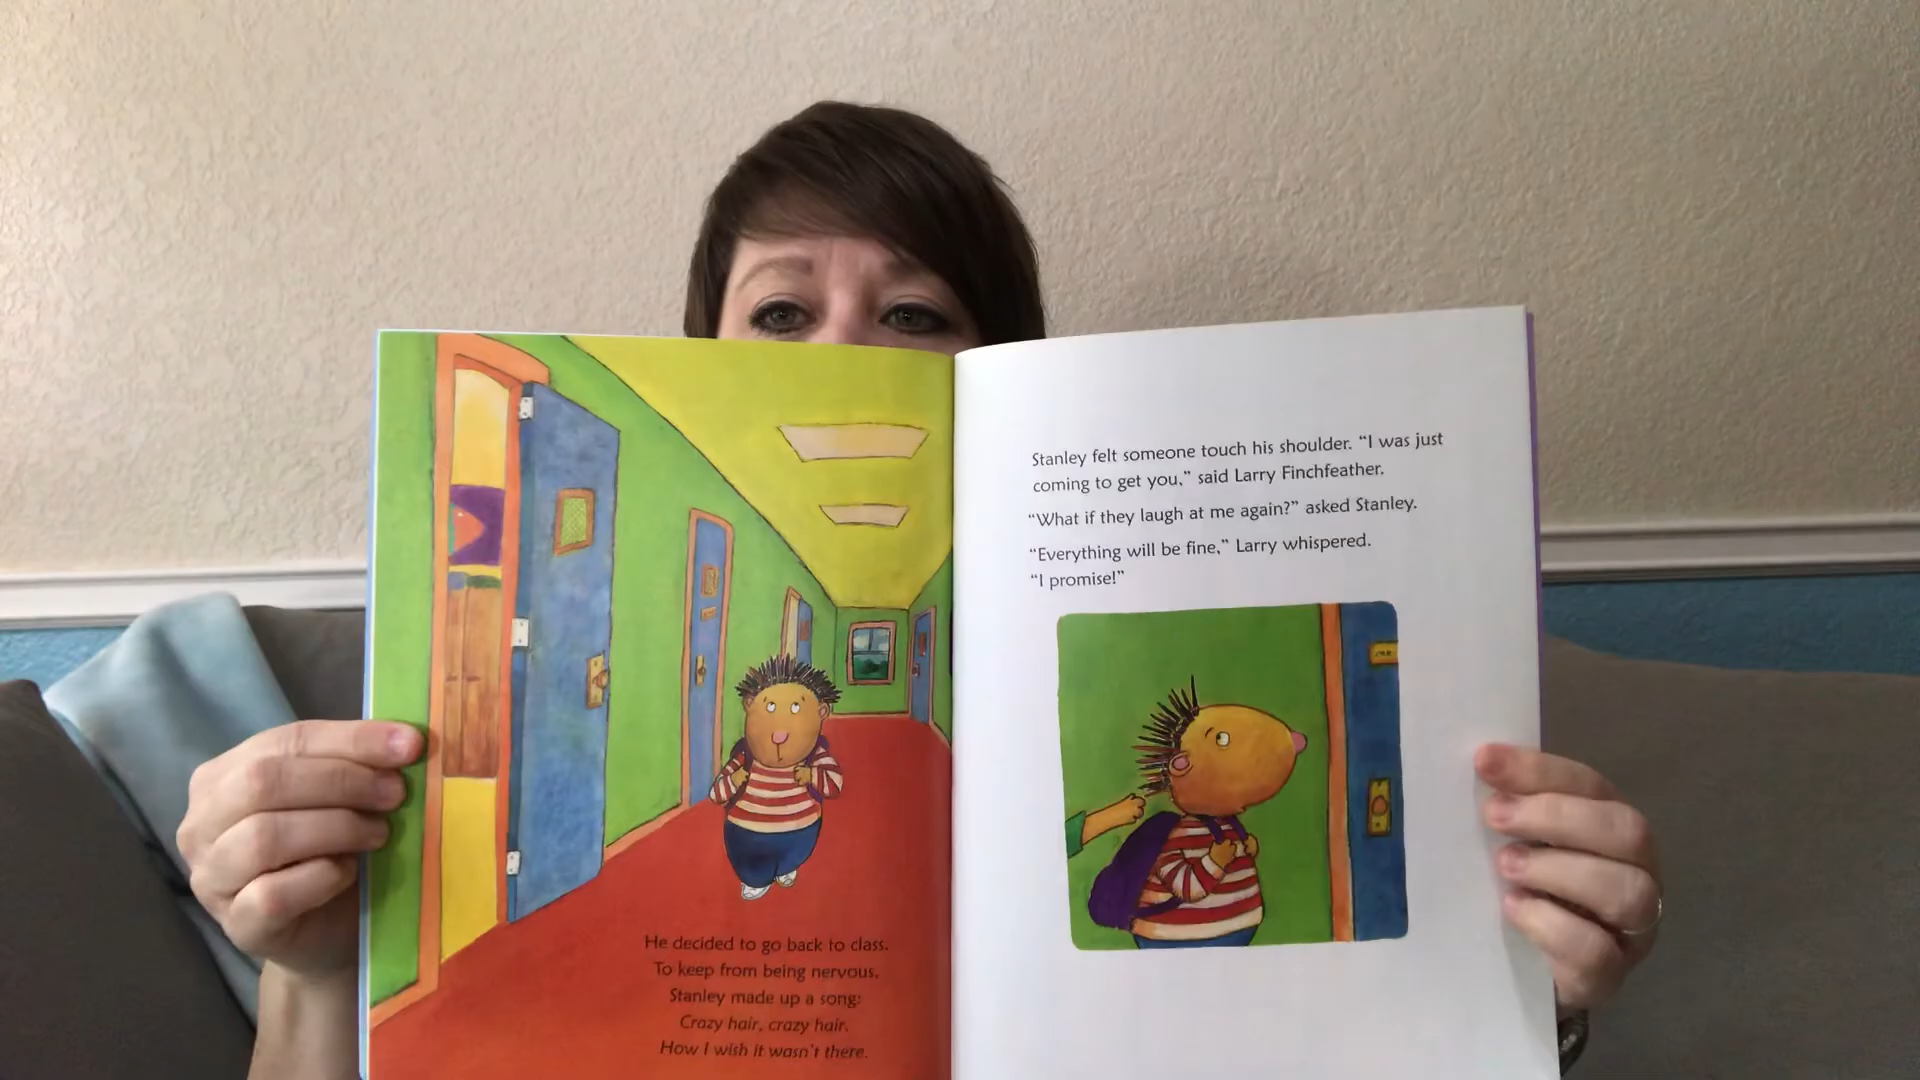 He decided to go back to class.
To keep from being nervous,
Stanley made up a song:
Crazy hair, crazy hair.
How I wish it wasn't there.
Stanley felt someone touch his shoulder. “I was just
coming to get you,” said Larry Finchfeather.
“What if they laugh at me again?” asked Stanley.
“Everything will be fine,” Larry whispered.
“I promise!”